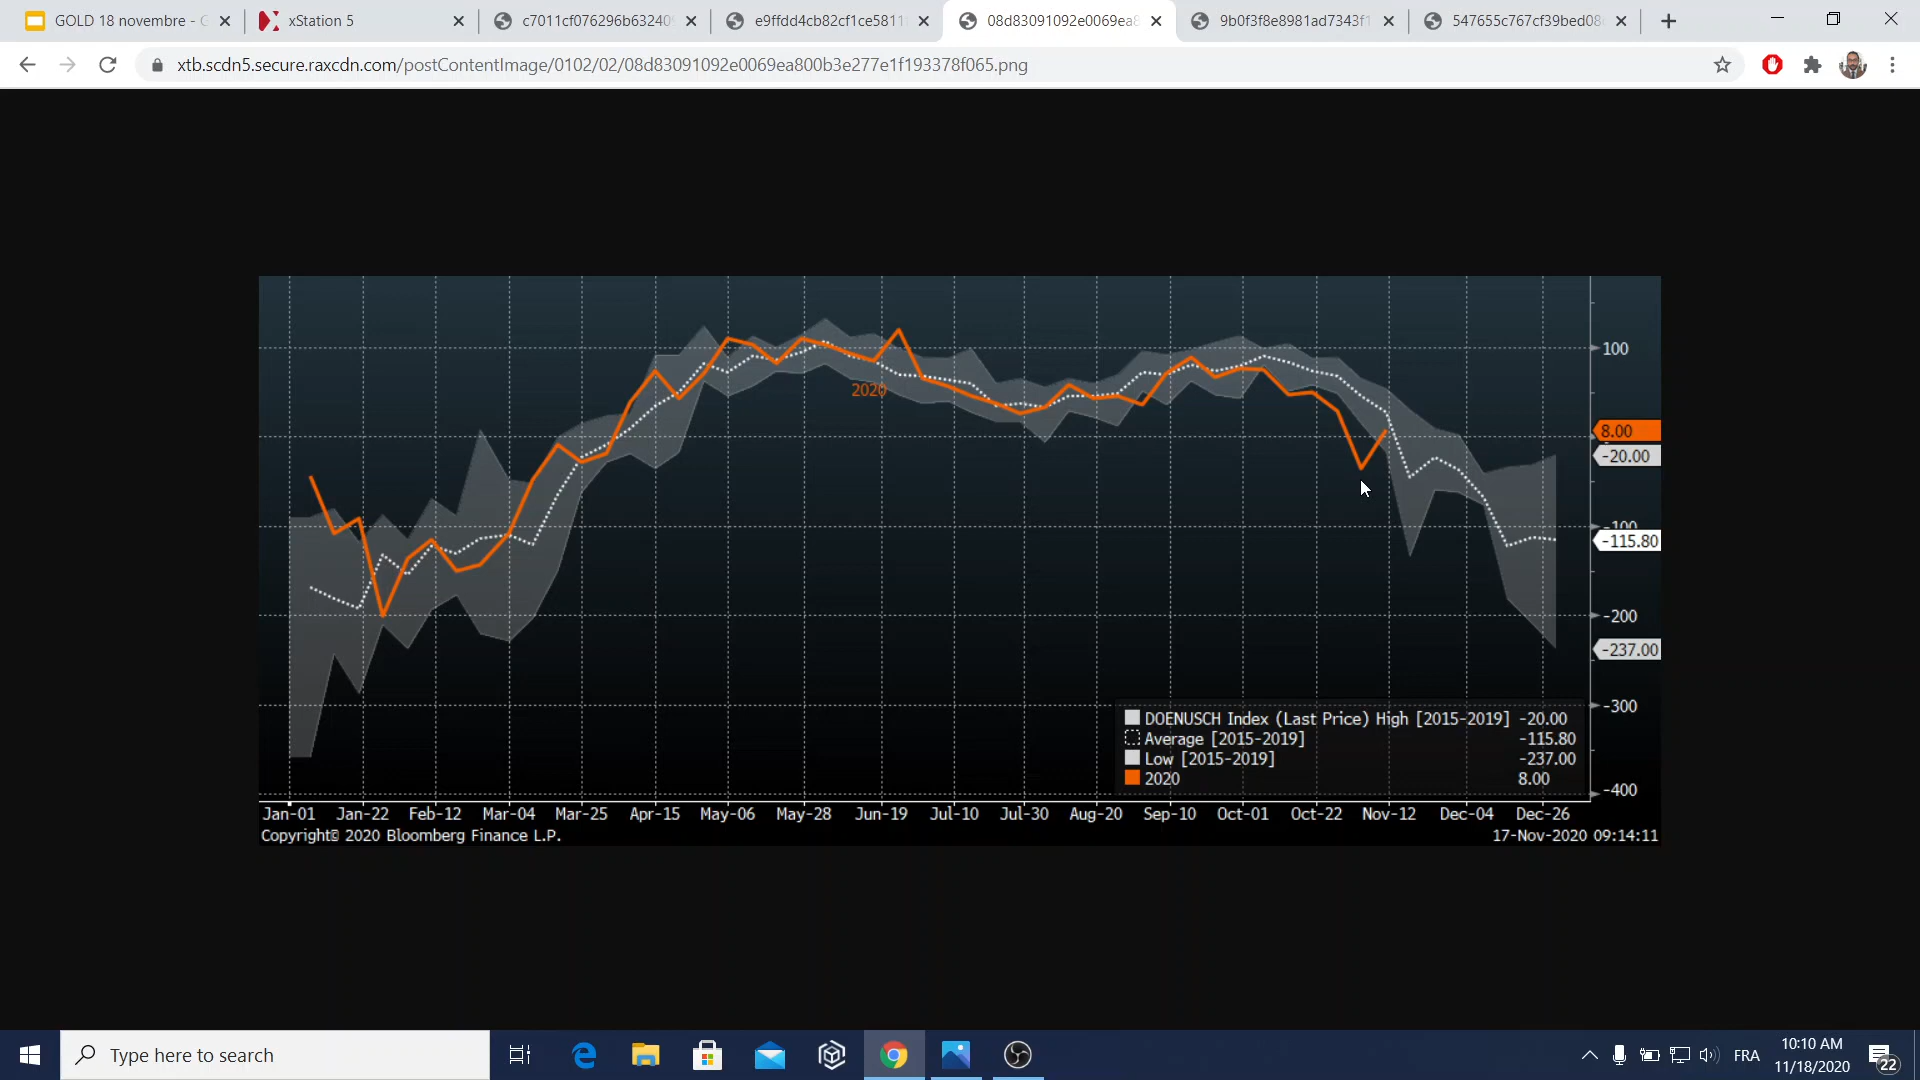 GOLD 18 novembre - G
xStation 5
c7011cf076296b632409
e9ffdd4cb82cf1ce5811
08d83091092e0069ea8
9b0f3f8e8981ad7343f1
547655c767cf39bed08
xtb.scdn5.secure.raxcdn.com/postContentImage/0102/02/08d83091092e0069ea800b3e277e1f193378f065.png
100
2020
8.00
-20.00
-100
-115.80
-200
-237.00
-300
-400
DOENUSCH Index (Last Price) High [2015-2019] -20.00
Average [2015-2019] -115.80
Low [2015-2019] -237.00
2020 8.00
Jan-01 Jan-22 Feb-12 Mar-04 Mar-25 Apr-15 May-06 May-28 Jun-19 Jul-10 Jul-30 Aug-20 Sep-10 Oct-01 Oct-22 Nov-12 Dec-04 Dec-26
Copyright© 2020 Bloomberg Finance L.P. 17-Nov-2020 09:14:11
Type here to search
FRA
10:10 AM
11/18/2020
22